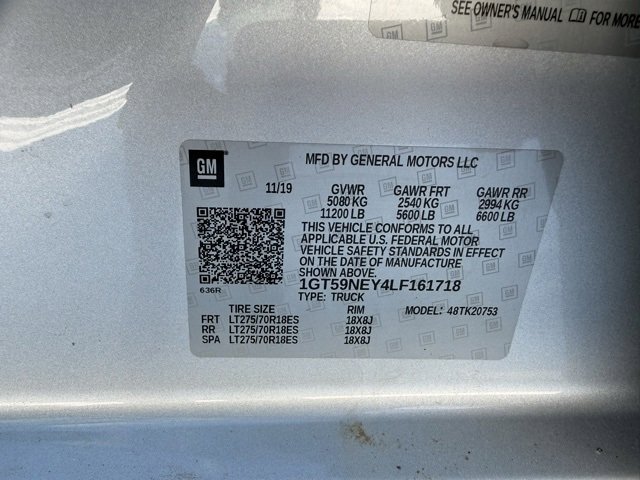 SEE OWNER'S MANUAL FOR MORE
GM
MFD BY GENERAL MOTORS LLC
11/19 GVWR GAWR FRT GAWR RR
5080 KG 2540 KG 2994 KG
11200 LB 5600 LB 6600 LB
THIS VEHICLE CONFORMS TO ALL
APPLICABLE U.S. FEDERAL MOTOR
VEHICLE SAFETY STANDARDS IN EFFECT
ON THE DATE OF MANUFACTURE
SHOWN ABOVE.
636R 1GT59NEY4LF161718
TYPE: TRUCK
TIRE SIZE RIM MODEL: 48TK20753
FRT LT275/70R18ES 18X8J
RR LT275/70R18ES 18X8J
SPA LT275/70R18ES 18X8J